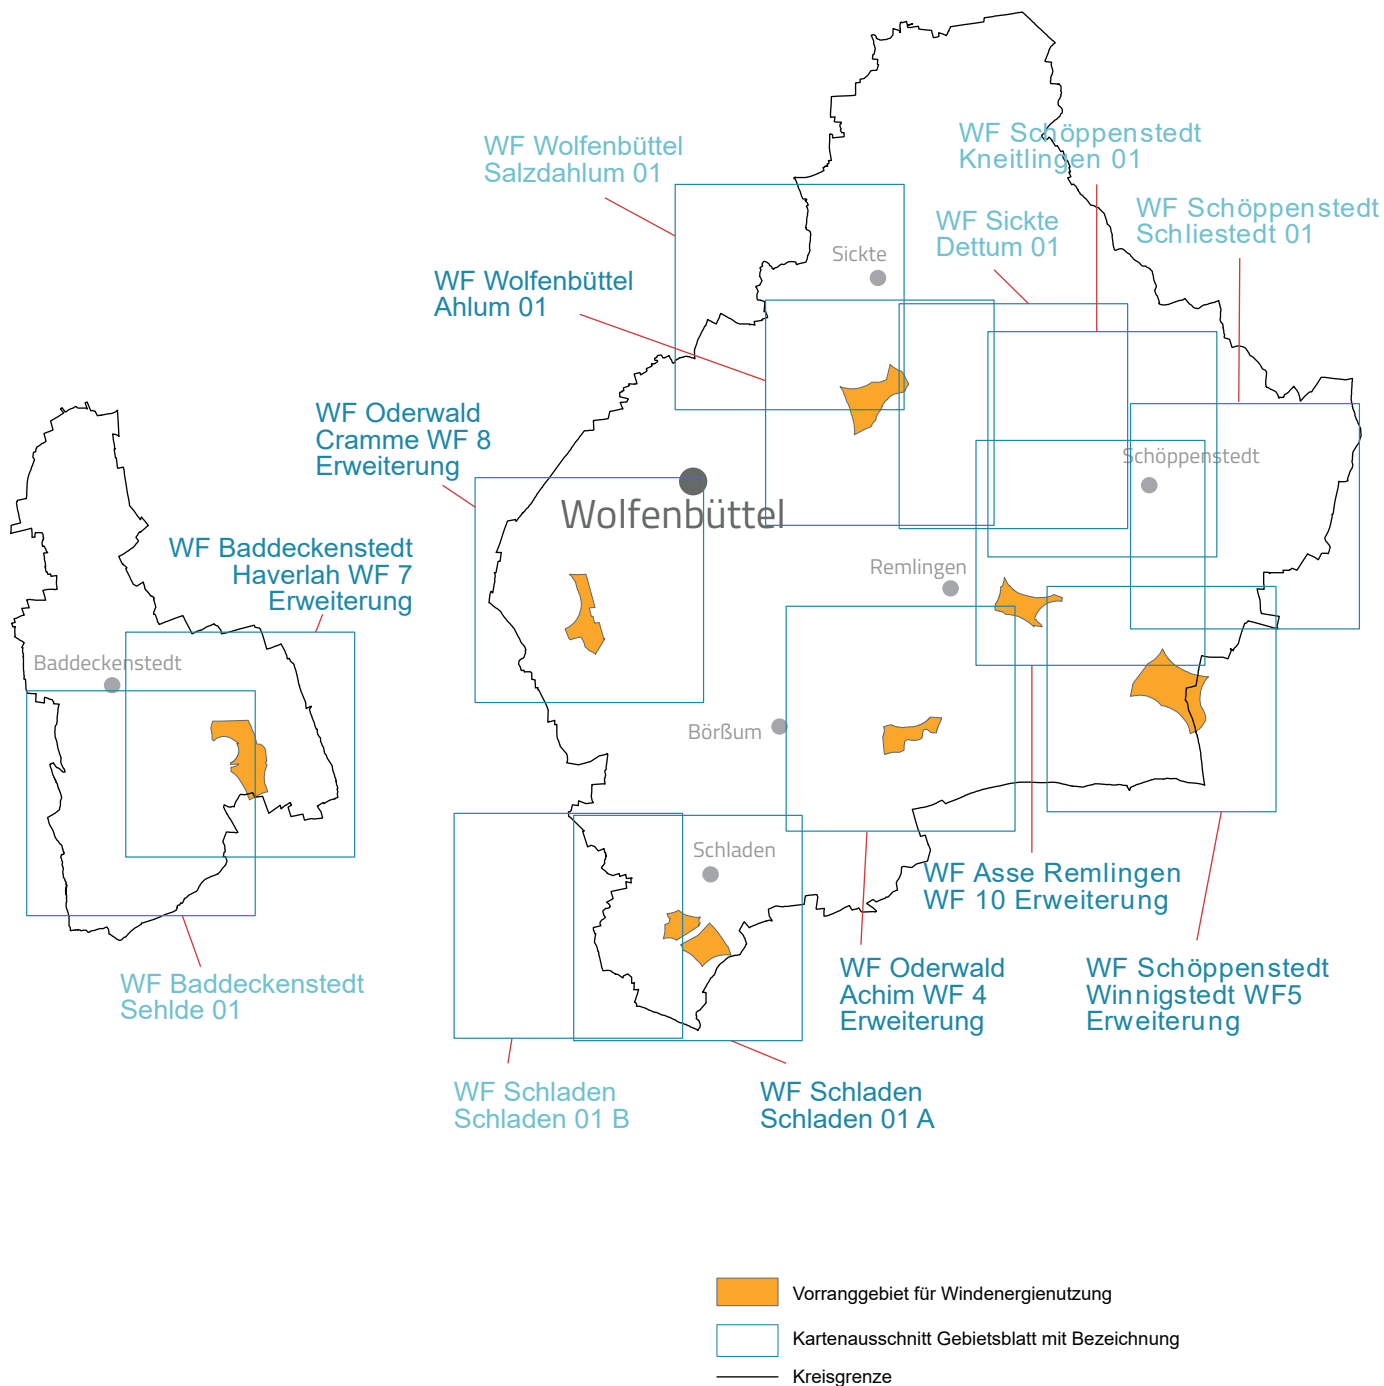 WF Schöppenstedt
Kneitlingen 01
WF Wolfenbüttel
Salzdahlum 01
WF Schöppenstedt
Schliestedt 01
WF Sickte
Dettum 01
Sickte
WF Wolfenbüttel
Ahlum 01
WF Oderwald
Cramme WF 8
Erweiterung
Schöppenstedt
Wolfenbüttel
WF Baddeckenstedt
Haverlah WF 7
Erweiterung
Remlingen
Baddeckenstedt
Börßum
Schladen
WF Asse Remlingen
WF 10 Erweiterung
WF Baddeckenstedt
Sehlde 01
WF Oderwald
Achim WF 4
Erweiterung
WF Schöppenstedt
Winnigstedt WF5
Erweiterung
WF Schladen
Schladen 01 B
WF Schladen
Schladen 01 A
Vorranggebiet für Windenergienutzung
Kartenausschnitt Gebietsblatt mit Bezeichnung
Kreisgrenze